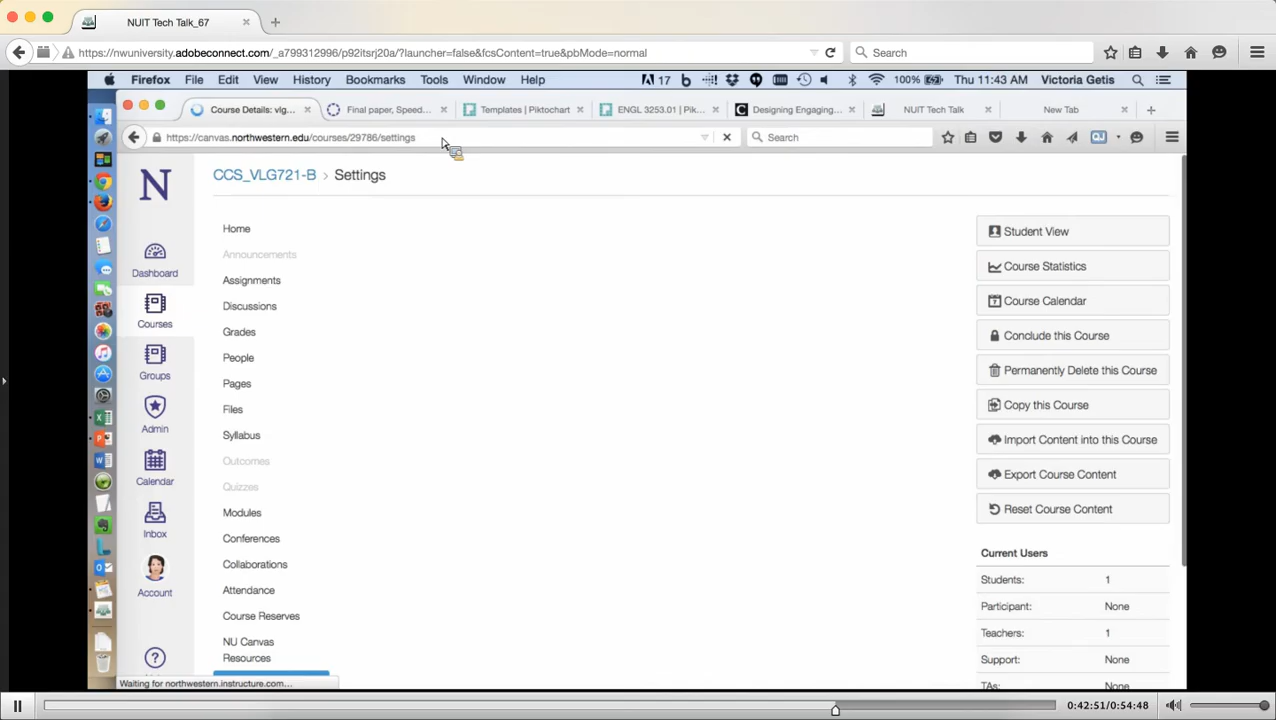 NUIT Tech Talk_67
https://nwuniversity.adobeconnect.com/_a799312996/p92itsrj20a/?launcher=false&fcsContent=true&pbMode=normal
Search
Firefox File Edit View History Bookmarks Tools Window Help
17 100% Thu 11:43 AM Victoria Getis
Course Details: vlg...
Final paper, Speed...
Templates | Piktochart
ENGL 3253.01 | Pik...
Designing Engaging...
NUIT Tech Talk
New Tab
https://canvas.northwestern.edu/courses/29786/settings
Search
N
CCS_VLG721-B > Settings
Dashboard
Courses
Groups
Admin
Calendar
Inbox
Account
Home
Announcements
Assignments
Discussions
Grades
People
Pages
Files
Syllabus
Outcomes
Quizzes
Modules
Conferences
Collaborations
Attendance
Course Reserves
NU Canvas
Resources
Student View
Course Statistics
Course Calendar
Conclude this Course
Permanently Delete this Course
Copy this Course
Import Content into this Course
Export Course Content
Reset Course Content
Current Users
Students: 1
Participant: None
Teachers: 1
Support: None
TAs: None
Waiting for northwestern.instructure.com...
0:42:51/0:54:48